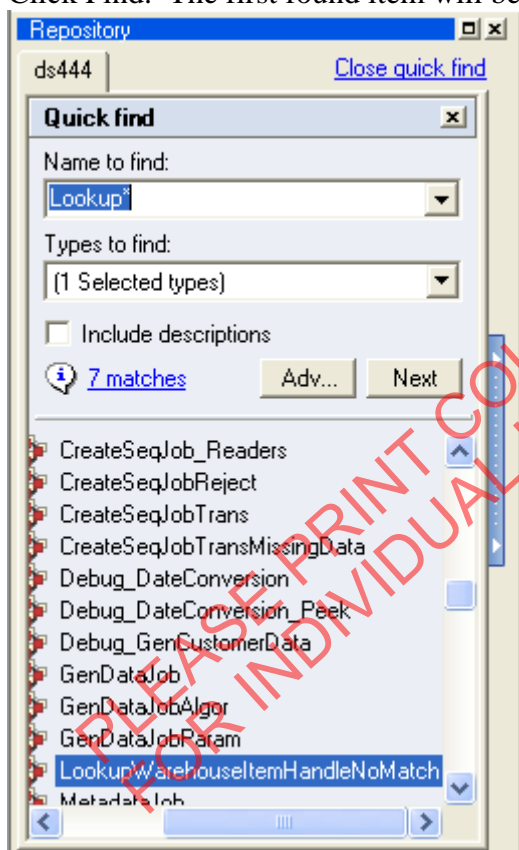 Click Find. The first found item will be
Repository
ds444
Close quick find
Quick find
Name to find:
Lookup*
Types to find:
(1 Selected types)
Include descriptions
7 matches
Adv...
Next
CreateSeqJob_Readers
CreateSeqJobReject
CreateSeqJobTrans
CreateSeqJobTransMissingData
Debug_DateConversion
Debug_DateConversion_Peek
Debug_GenCustomerData
GenDataJob
GenDataJobAlgor
GenDataJobParam
LookupWarehouseItemHandleNoMatch
MetadataJob
PLEASE PRINT CO
FOR INDIVIDUAL